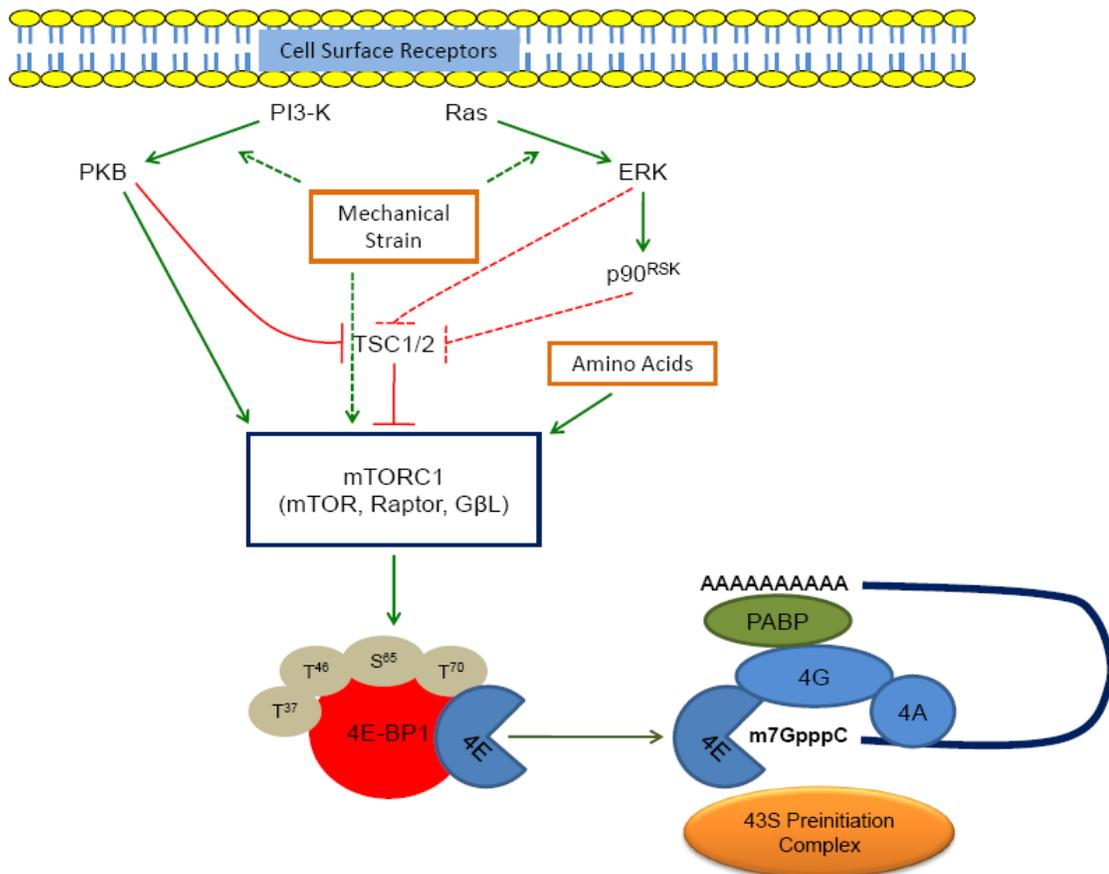 Cell Surface Receptors
PI3-K
Ras
PKB
ERK
Mechanical
Strain
p90RSK
TSC1/2
Amino Acids
mTORC1
(mTOR, Raptor, GβL)
AAAAAAAAAA
PABP
T46
S65
T70
4G
T37
4A
4E-BP1
4E
4E
m7GpppC
43S Preinitiation
Complex